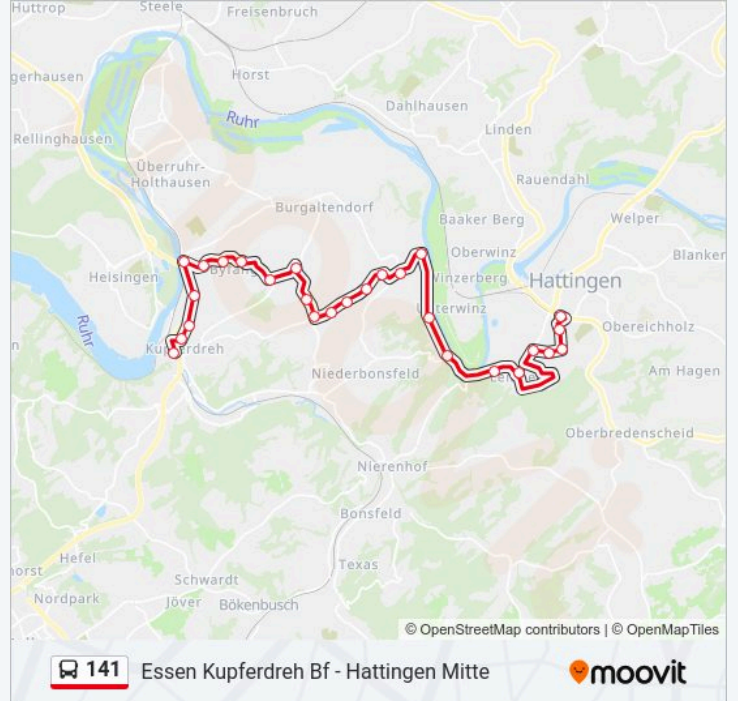 Huttrop
Steele
Freisenbruch
gerhausen
Horst
Dahlhausen
Ruhr
Linden
Rellinghausen
Überruhr-
Holthausen
Rauendahl
Burgaltendorf
Baaker Berg
Welper
Oberwinz
Blanker
Heisingen
Byfang
Winzerberg
Hattingen
Unterwinz
Obereichholz
Ruhr
Kupferdreh
Niederbonsfeld
Am Hagen
Oberbredenscheid
Nierenhof
Bonsfeld
Hefel
Texas
orst
Schwardt
Nordpark
Jöver
Bökenbusch
© OpenStreetMap contributors | © OpenMapTiles
141 Essen Kupferdreh Bf - Hattingen Mitte
moovit